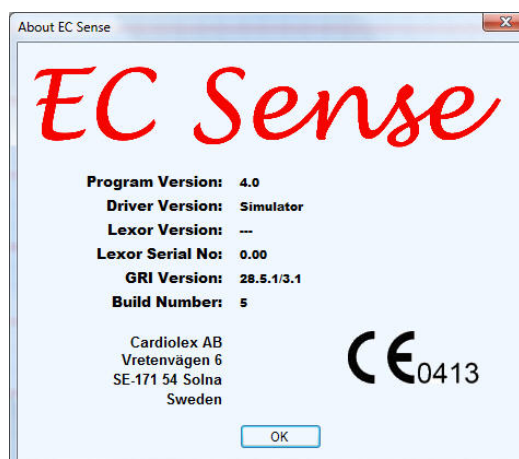 About EC Sense
EC Sense
Program Version: 4.0
Driver Version: Simulator
Lexor Version: ---
Lexor Serial No: 0.00
GRI Version: 28.5.1/3.1
Build Number: 5
Cardiolex AB
Vretenvägen 6
SE-171 54 Solna
Sweden
CE0413
OK